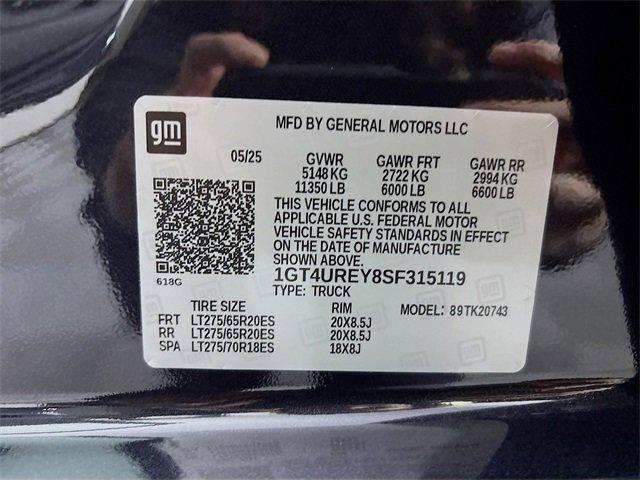 gm
MFD BY GENERAL MOTORS LLC
05/25 GVWR GAWR FRT GAWR RR
5148 KG 2722 KG 2994 KG
11350 LB 6000 LB 6600 LB
THIS VEHICLE CONFORMS TO ALL
APPLICABLE U.S. FEDERAL MOTOR
VEHICLE SAFETY STANDARDS IN EFFECT
ON THE DATE OF MANUFACTURE
SHOWN ABOVE.
618G
1GT4UREY8SF315119
TYPE: TRUCK
TIRE SIZE RIM MODEL: 89TK20743
FRT LT275/65R20ES 20X8.5J
RR LT275/65R20ES 20X8.5J
SPA LT275/70R18ES 18X8J